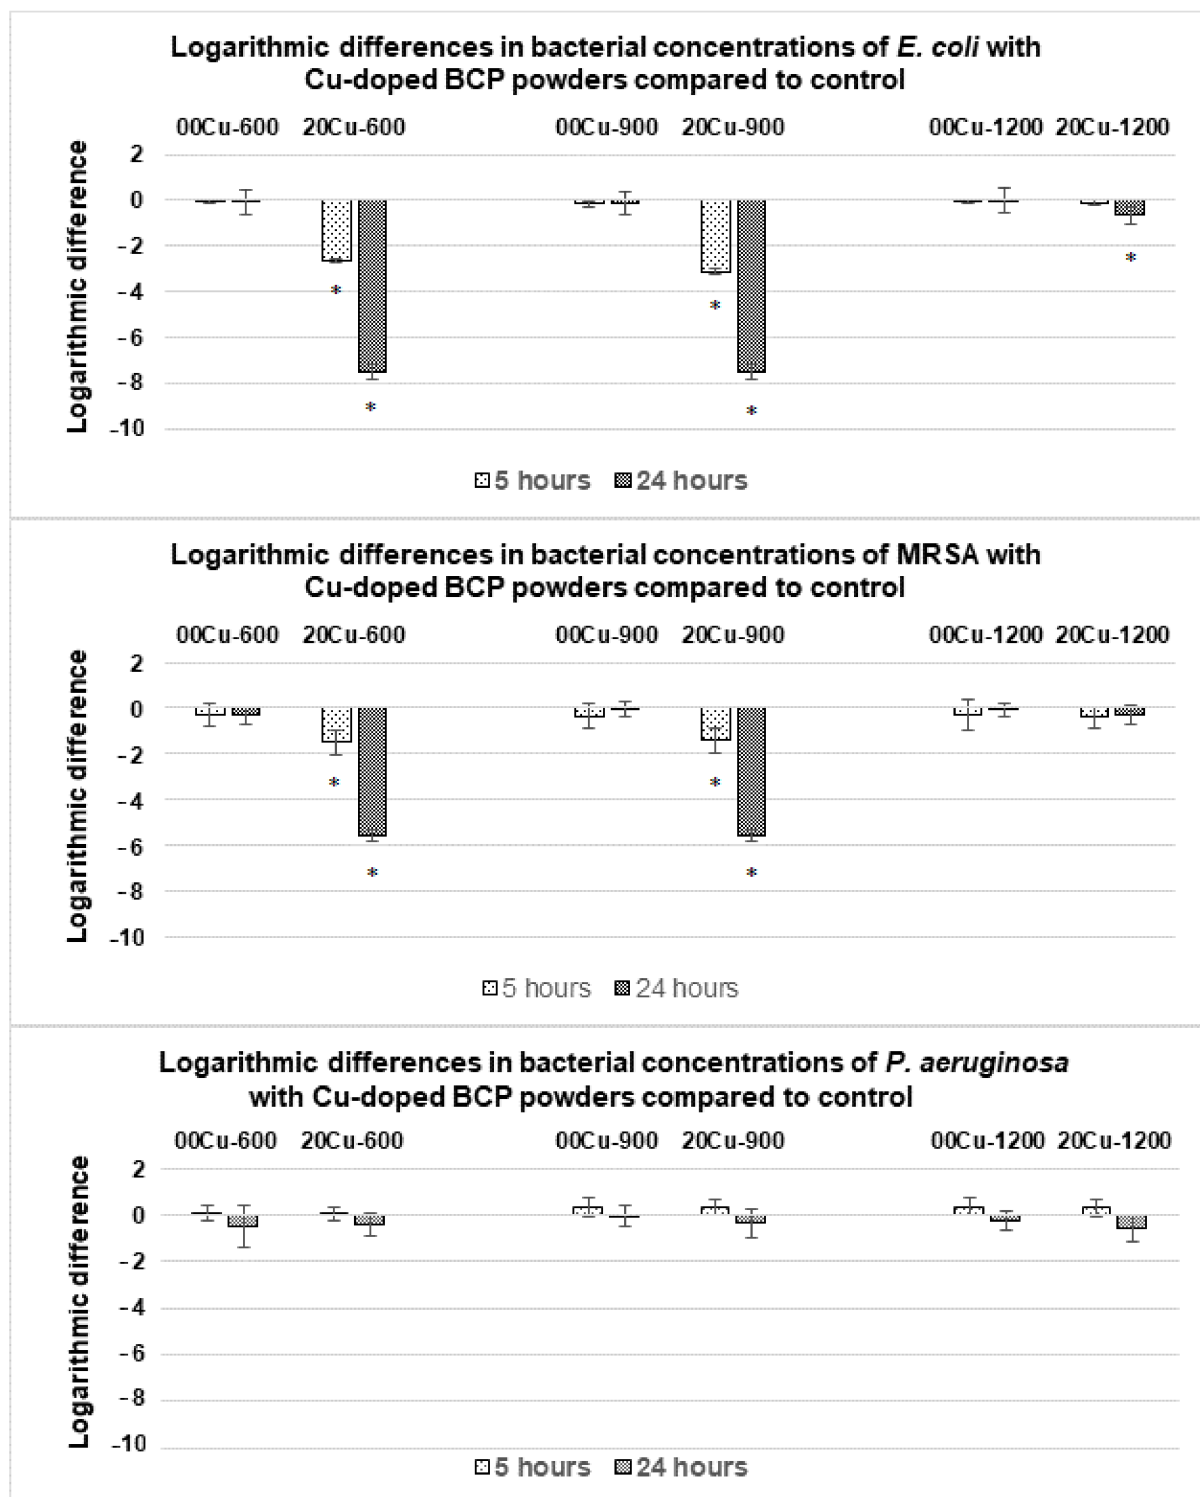 Logarithmic differences in bacterial concentrations of E. coli with
Cu-doped BCP powders compared to control
00Cu-600 20Cu-600 00Cu-900 20Cu-900 00Cu-1200 20Cu-1200
Logarithmic difference
2
0
-2
-4
-6
-8
-10
* * * * *
5 hours 24 hours
Logarithmic differences in bacterial concentrations of MRSA with
Cu-doped BCP powders compared to control
00Cu-600 20Cu-600 00Cu-900 20Cu-900 00Cu-1200 20Cu-1200
Logarithmic difference
2
0
-2
-4
-6
-8
-10
* * * *
5 hours 24 hours
Logarithmic differences in bacterial concentrations of P. aeruginosa
with Cu-doped BCP powders compared to control
00Cu-600 20Cu-600 00Cu-900 20Cu-900 00Cu-1200 20Cu-1200
Logarithmic difference
2
0
-2
-4
-6
-8
-10
5 hours 24 hours